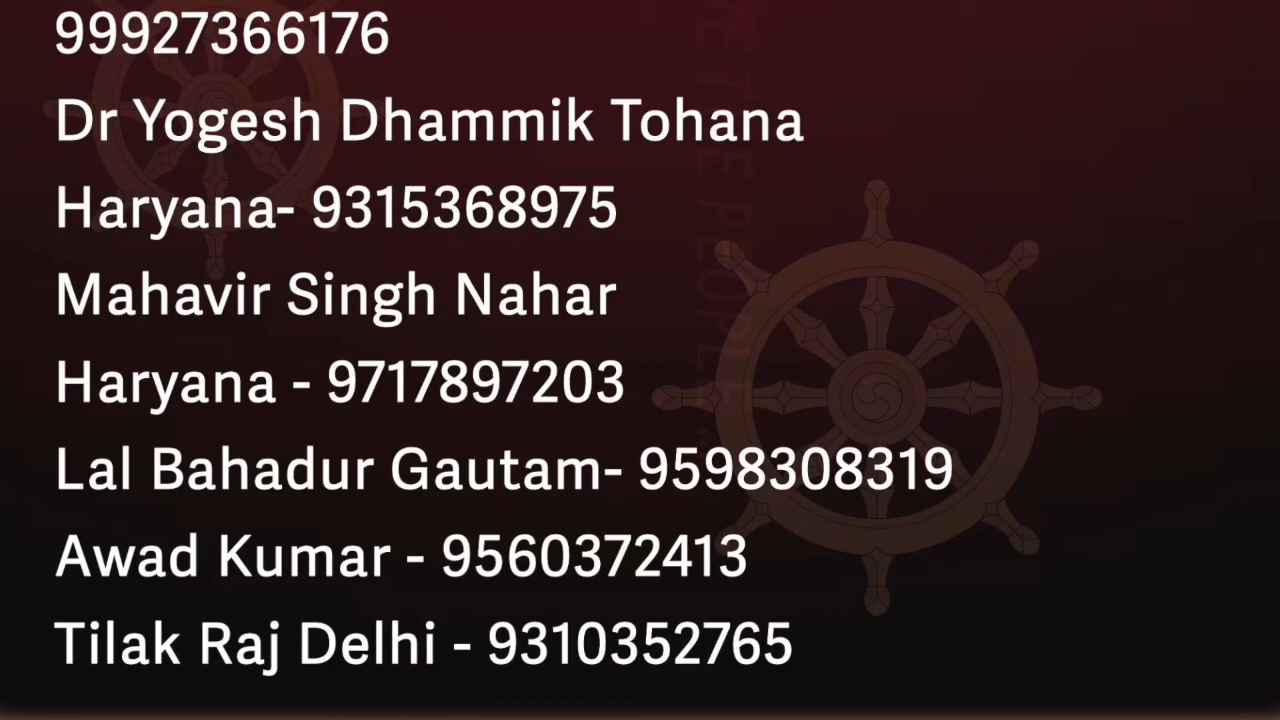 99927366176
Dr Yogesh Dhammik Tohana
Haryana- 9315368975
Mahavir Singh Nahar
Haryana - 9717897203
Lal Bahadur Gautam- 9598308319
Awad Kumar - 9560372413
Tilak Raj Delhi - 9310352765